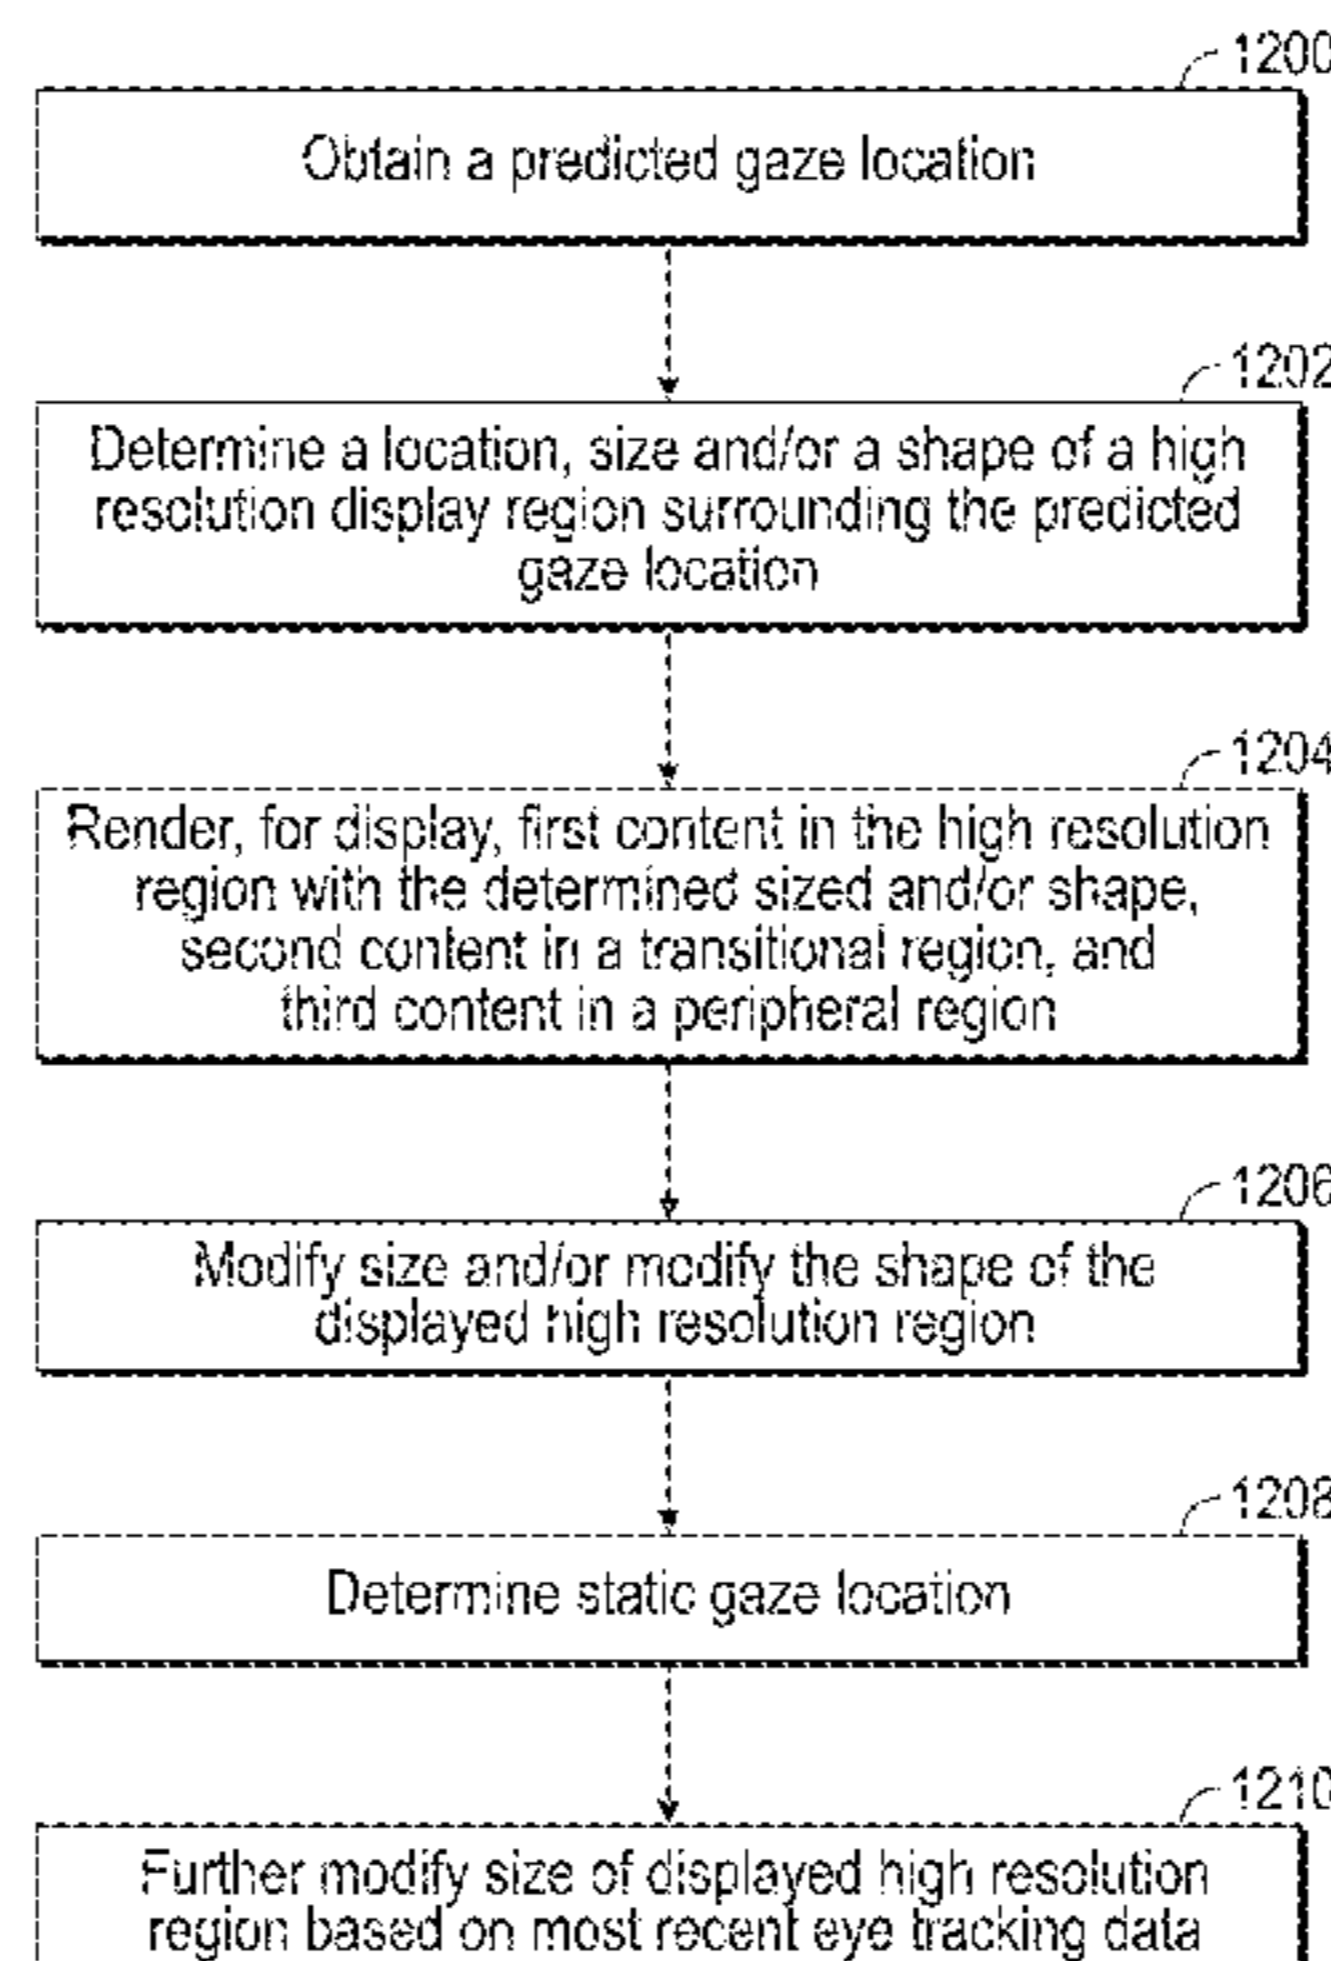 1200
Obtain a predicted gaze location
1202
Determine a location, size and/or a shape of a high
resolution display region surrounding the predicted
gaze location
1204
Render, for display, first content in the high resolution
region with the determined sized and/or shape,
second content in a transitional region, and
third content in a peripheral region
1206
Modify size and/or modify the shape of the
displayed high resolution region
1208
Determine static gaze location
1210
Further modify size of displayed high resolution
region based on most recent eye tracking data